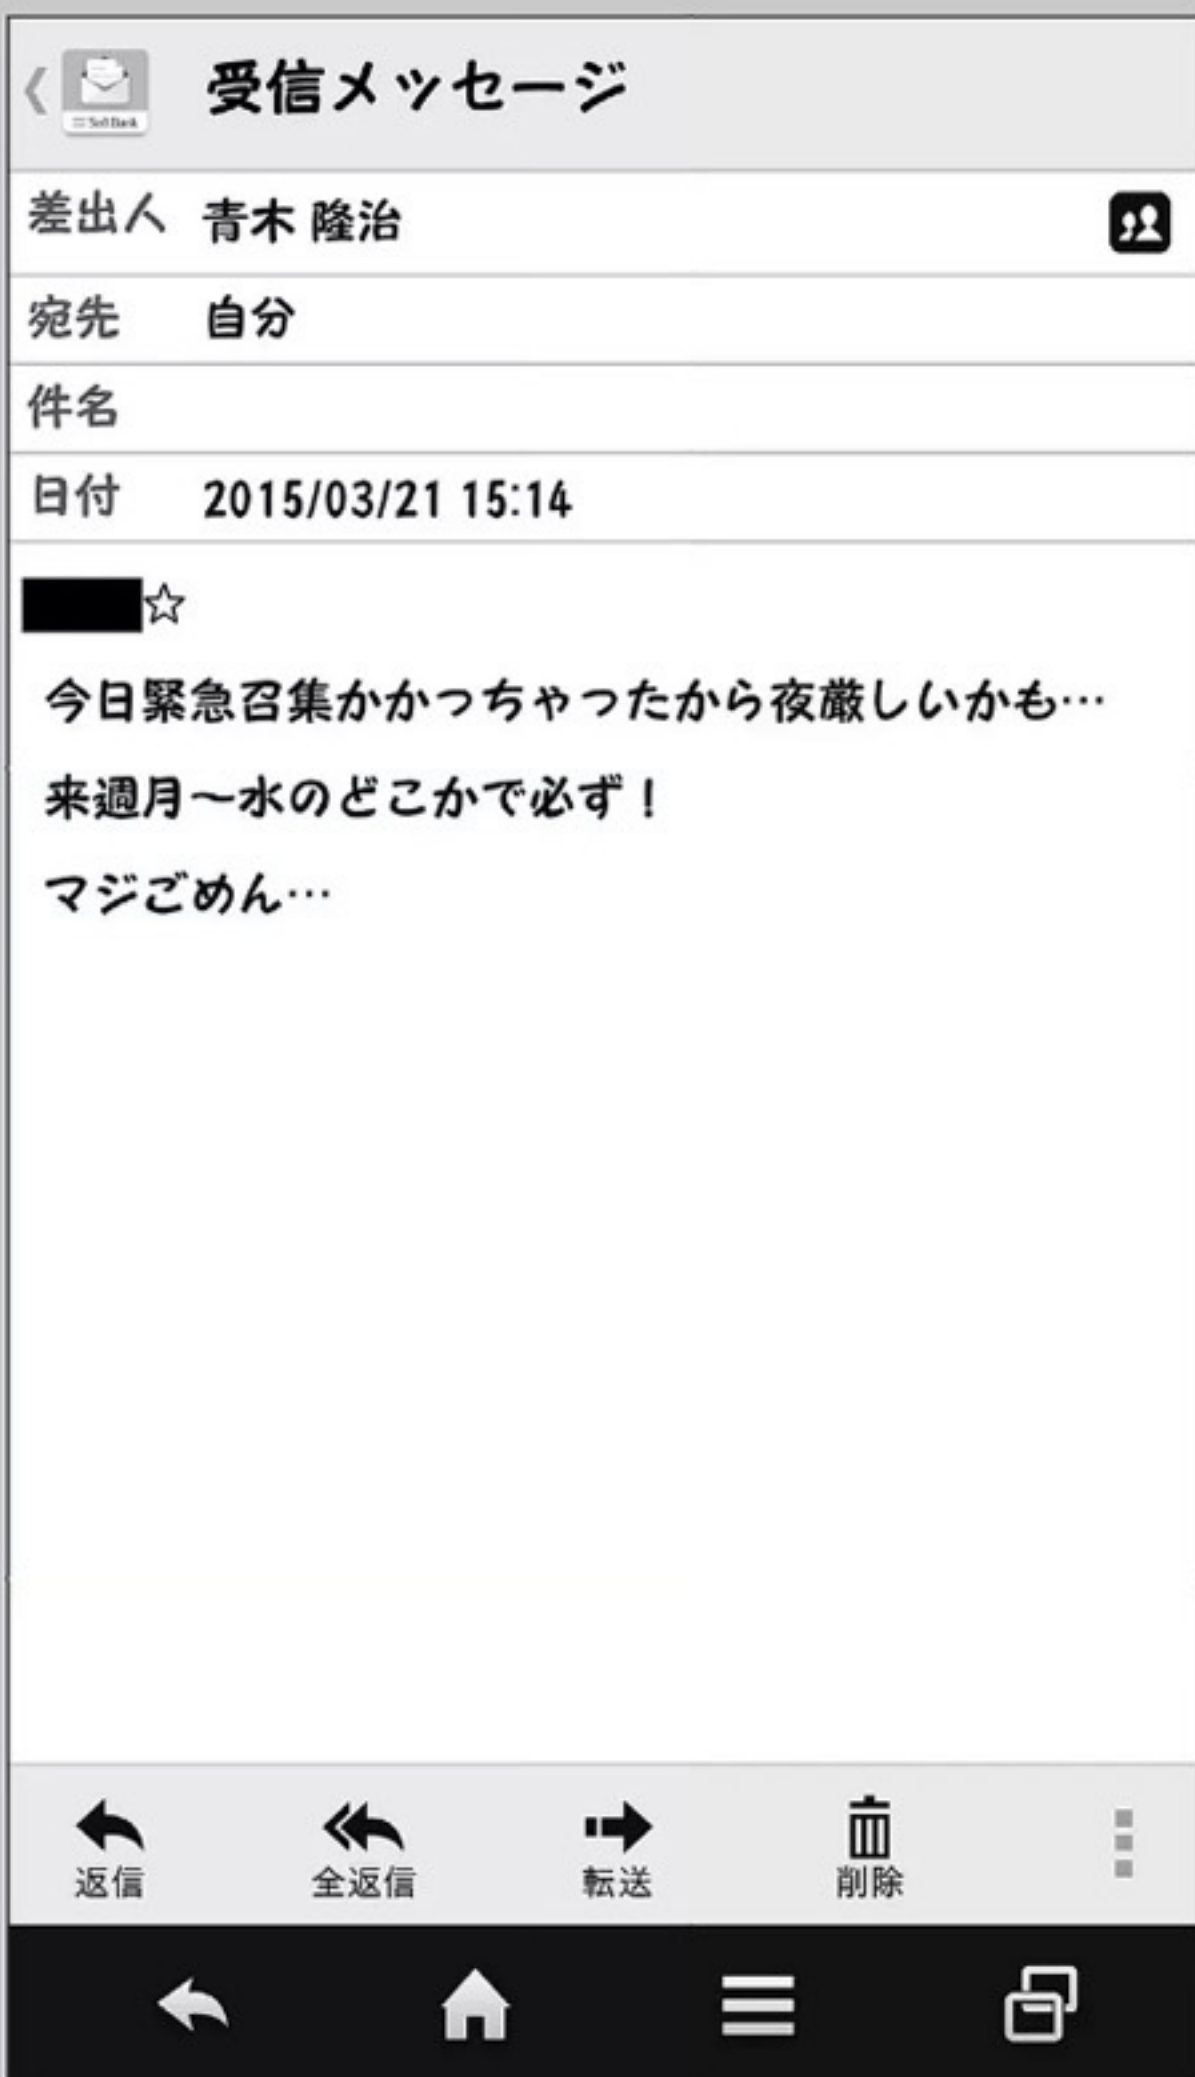 受信メッセージ
SoftBank
差出人 青木 隆治
宛先 自分
件名
日付 2015/03/21 15:14
☆
今日緊急召集かかっちゃったから夜厳しいかも…
来週月〜水のどこかで必ず！
マジごめん…
返信 全返信 転送 削除